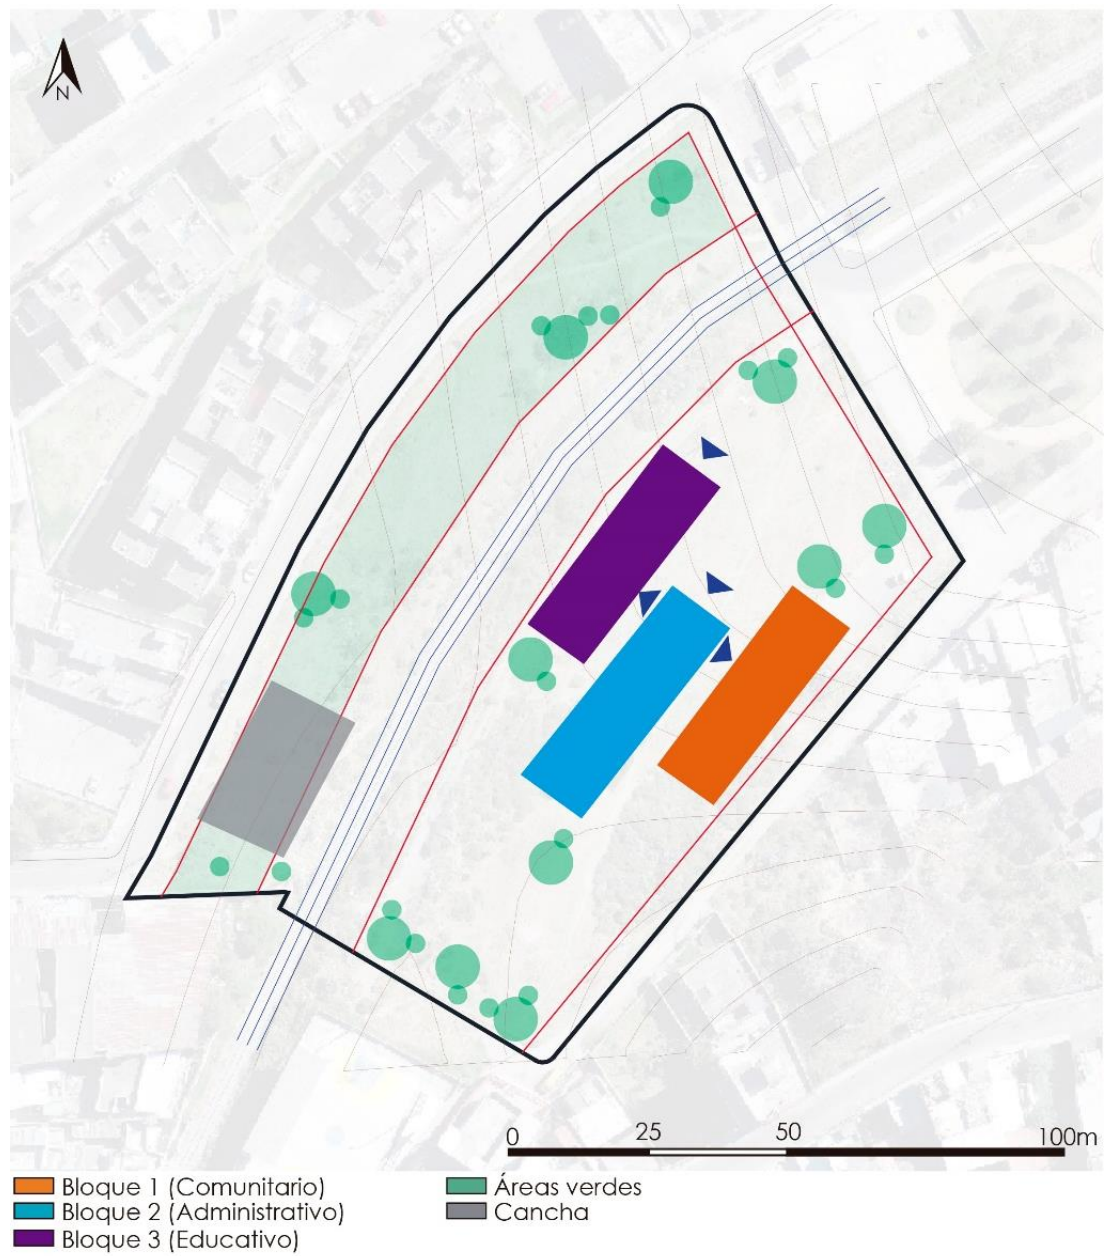 N
0 25 50 100m
Bloque 1 (Comunitario)
Bloque 2 (Administrativo)
Bloque 3 (Educativo)
Áreas verdes
Cancha